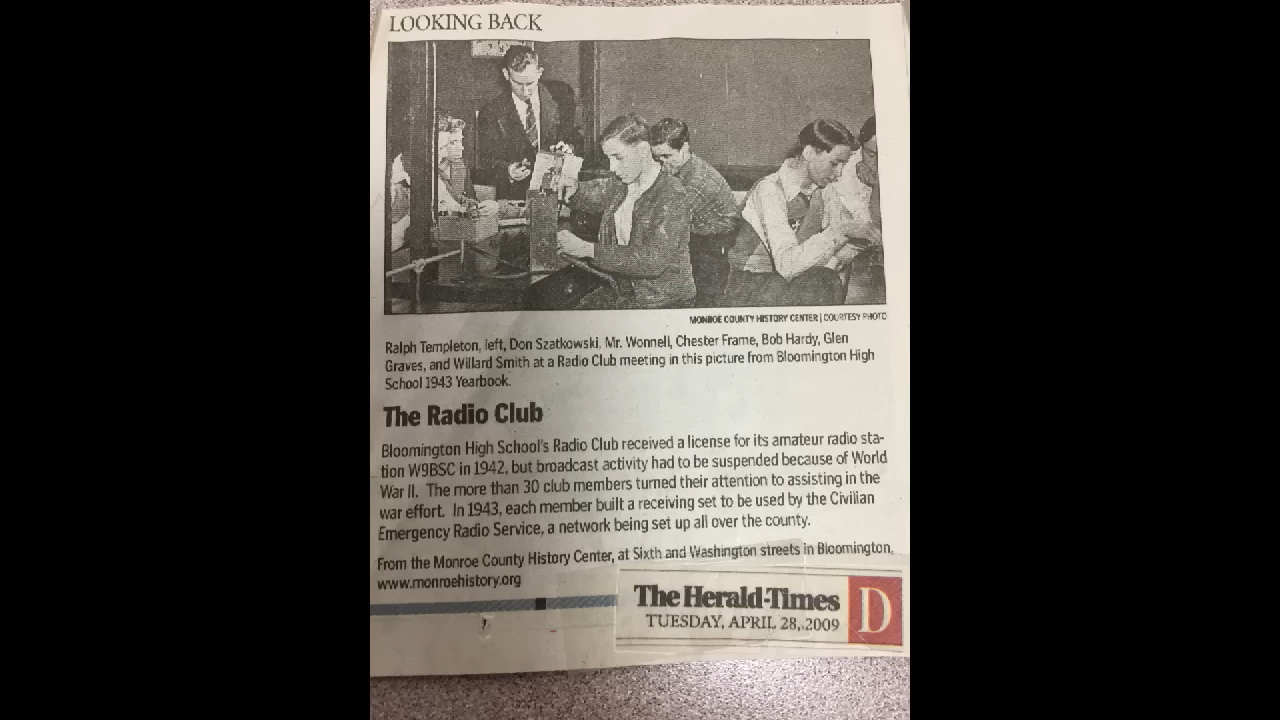 LOOKING BACK
MONROE COUNTY HISTORY CENTER | COURTESY PHOTO
Ralph Templeton, left, Don Szatkowski, Mr. Wonnell, Chester Frame, Bob Hardy, Glen
Graves, and Willard Smith at a Radio Club meeting in this picture from Bloomington High
School 1943 Yearbook.
The Radio Club
Bloomington High School's Radio Club received a license for its amateur radio sta-
tion W9BSC in 1942, but broadcast activity had to be suspended because of World
War II. The more than 30 club members turned their attention to assisting in the
war effort. In 1943, each member built a receiving set to be used by the Civilian
Emergency Radio Service, a network being set up all over the county.
From the Monroe County History Center, at Sixth and Washington streets in Bloomington,
www.monroehistory.org
The Herald-Times
TUESDAY, APRIL 28, 2009
D